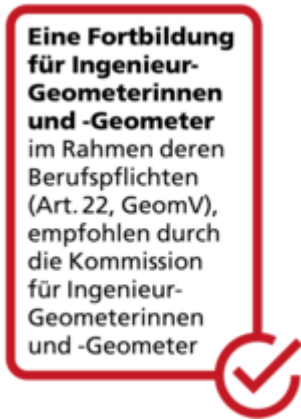 Eine Fortbildung
für Ingenieur-
Geometerinnen
und -Geometer
im Rahmen deren
Berufspflichten
(Art. 22, GeomV),
empfohlen durch
die Kommission
für Ingenieur-
Geometerinnen
und -Geometer